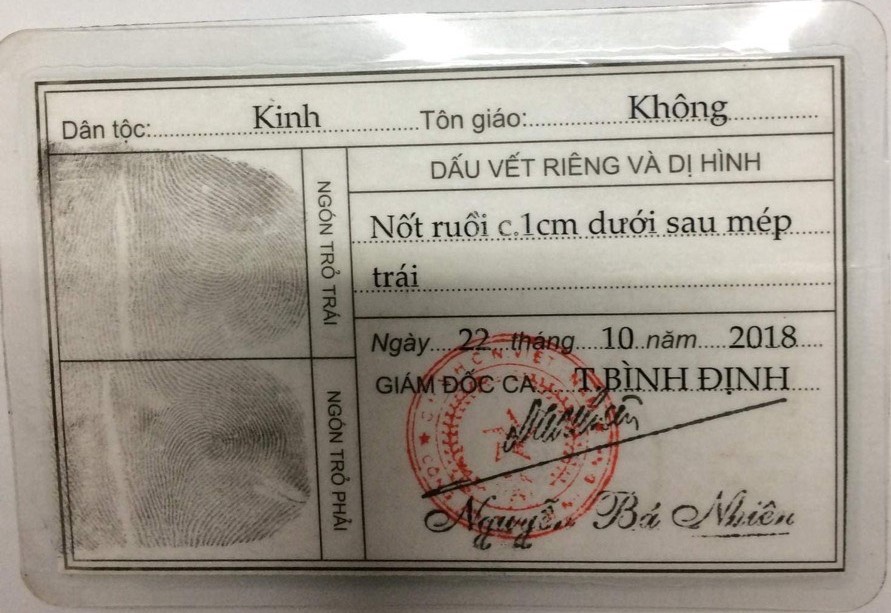 Dân tộc: Kinh Tôn giáo: Không
NGÓN TRỎ TRÁI
NGÓN TRỎ PHẢI
DẤU VẾT RIÊNG VÀ DỊ HÌNH
Nốt ruồi c.1cm dưới sau mép
trái
Ngày 22 tháng 10 năm 2018
GIÁM ĐỐC CA T.BÌNH ĐỊNH
Nguyễn Bá Nhiên